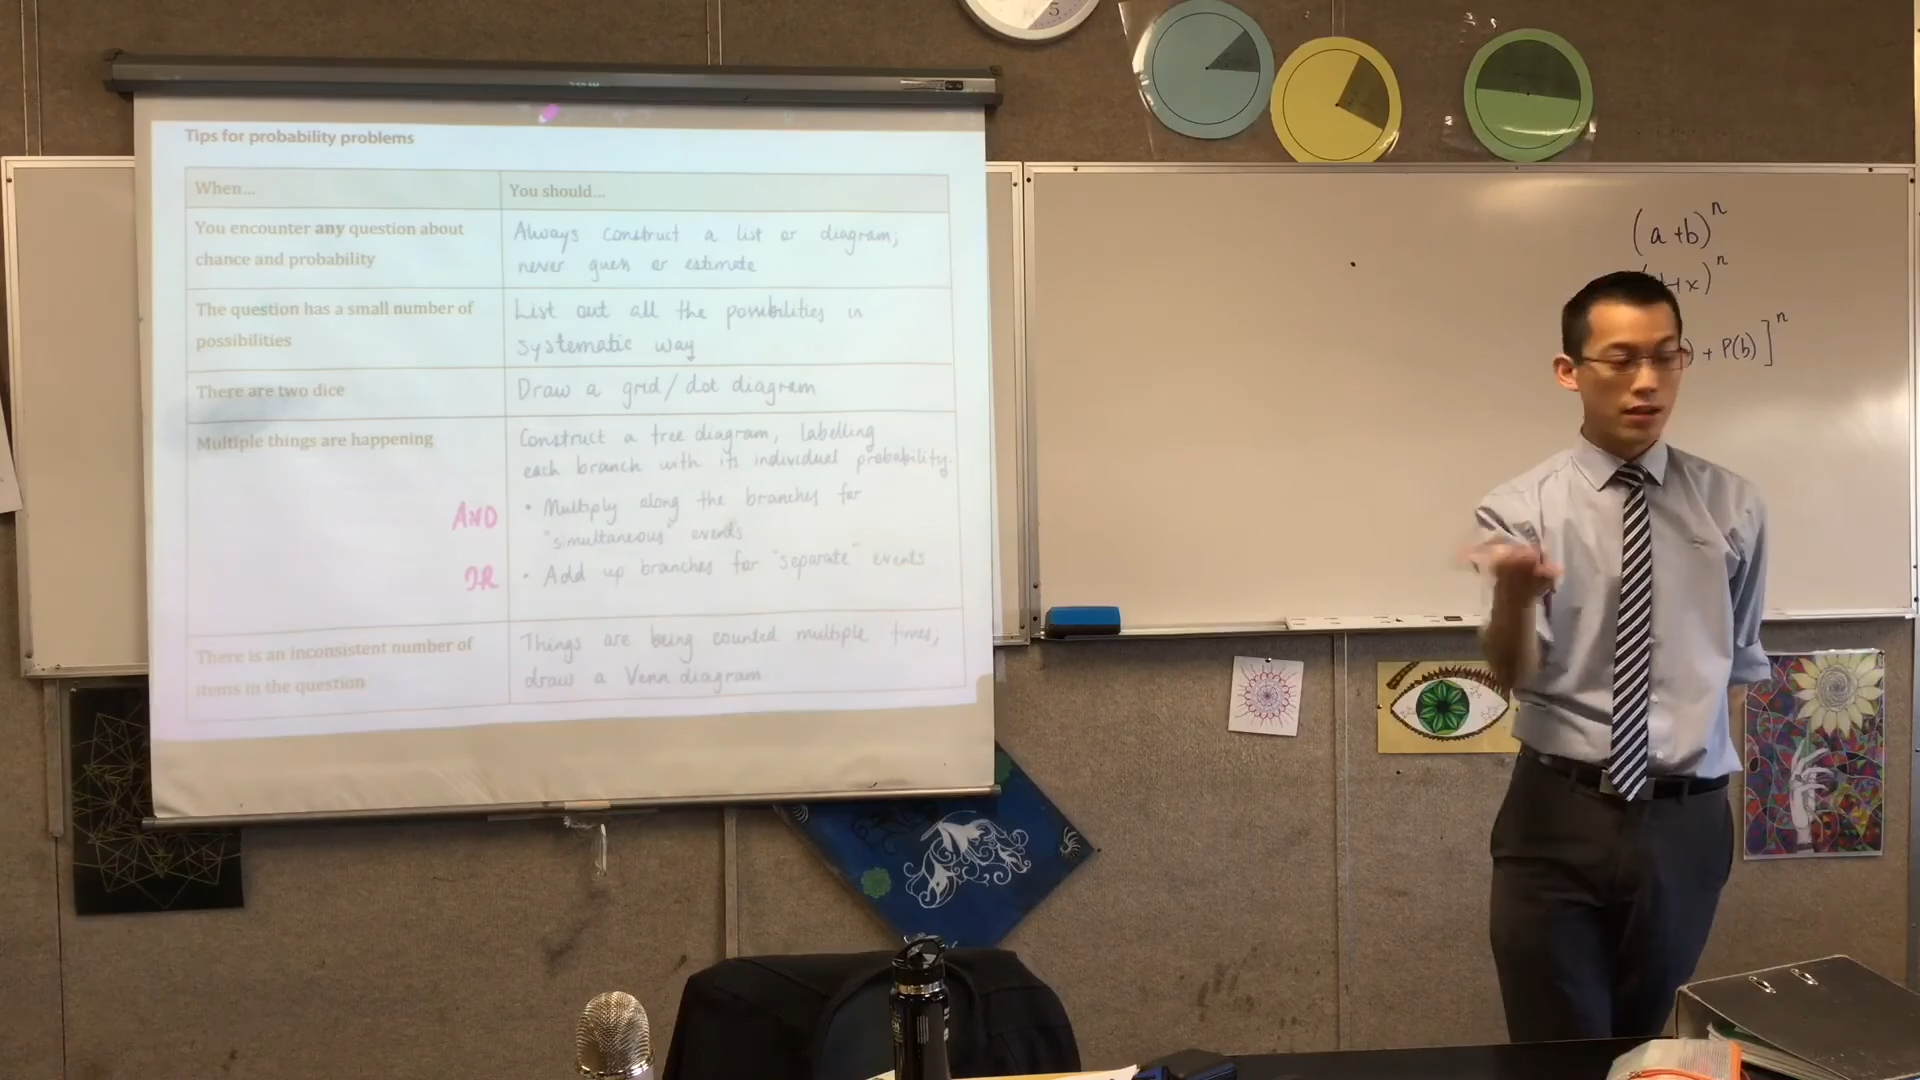 5
Tips for probability problems
When...
You should...
You encounter any question about
chance and probability
Always construct a list or diagram;
never guess or estimate
The question has a small number of
possibilities
List out all the possibilities in
systematic way
There are two dice
Draw a grid/dot diagram
Multiple things are happening
Construct a tree diagram, labelling
each branch with its individual probability.
AND
• Multiply along the branches for
"simultaneous" events
OR
• Add up branches for "separate" events
There is an inconsistent number of
items in the question
Things are being counted multiple times;
draw a Venn diagram
(a+b)^n
+x)^n
) + P(b)]^n